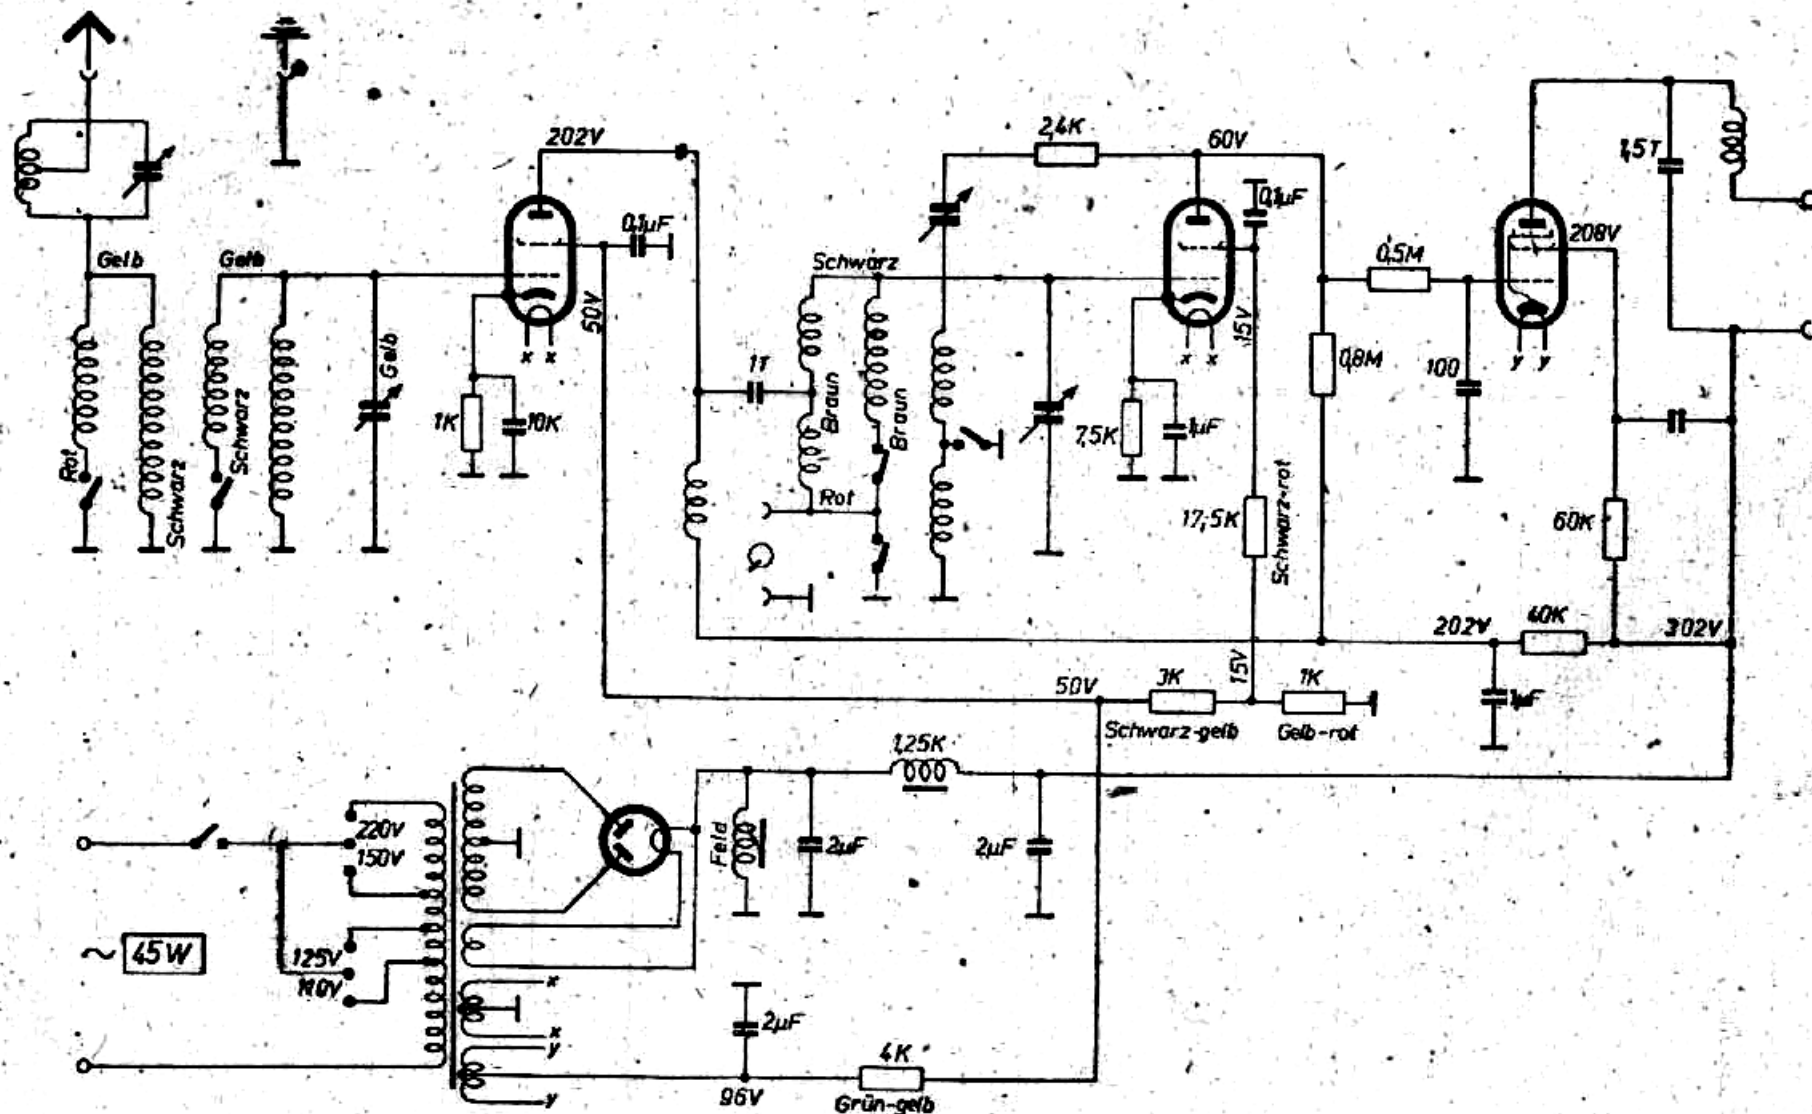 202V
2,4K
60V
1,5T
0,1µF
0,1µF
208V
Gelb
Gelb
Schwarz
0,5M
50V
15V
Gelb
1T
0,8M
100
Braun
Braun
1K
10K
7,5K
1µF
Rot
Schwarz
Schwarz
Rot
17,5K
Schwarz-rot
60K
202V
40K
302V
15V
50V
3K
1K
1µF
Schwarz-gelb
Gelb-rot
1,25K
220V
150V
Feld
2µF
2µF
~ 45W
125V
110V
x
x
y
y
x x
x x
y y
2µF
4K
96V
Grün-gelb